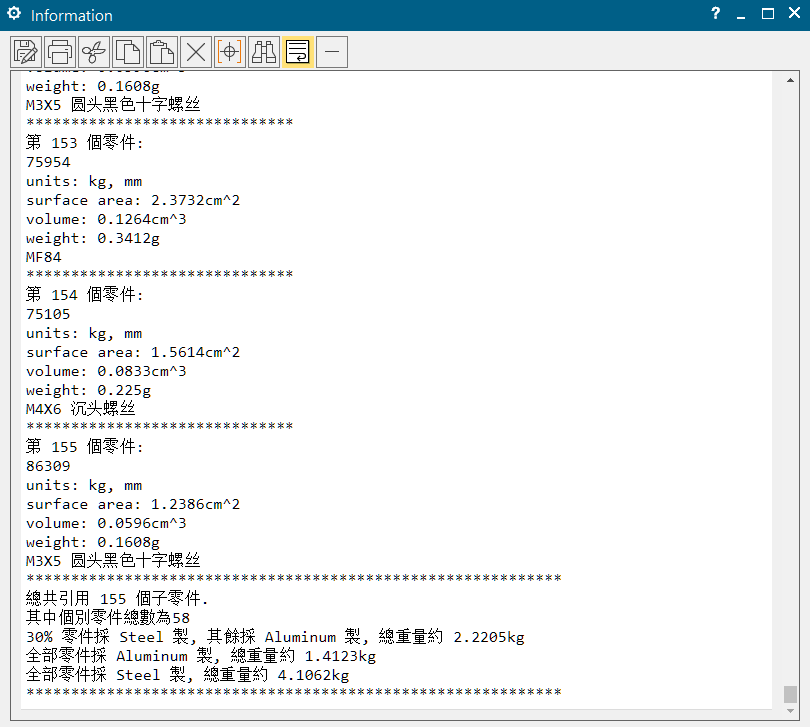 Information
weight: 0.1608g
M3X5 圆头黑色十字螺丝
******************************
第 153 個零件:
75954
units: kg, mm
surface area: 2.3732cm^2
volume: 0.1264cm^3
weight: 0.3412g
MF84
******************************
第 154 個零件:
75105
units: kg, mm
surface area: 1.5614cm^2
volume: 0.0833cm^3
weight: 0.225g
M4X6 沉头螺丝
******************************
第 155 個零件:
86309
units: kg, mm
surface area: 1.2386cm^2
volume: 0.0596cm^3
weight: 0.1608g
M3X5 圆头黑色十字螺丝
************************************************************
總共引用 155 個子零件.
其中個別零件總數為58
30% 零件採 Steel 製, 其餘採 Aluminum 製, 總重量約 2.2205kg
全部零件採 Aluminum 製, 總重量約 1.4123kg
全部零件採 Steel 製, 總重量約 4.1062kg
************************************************************